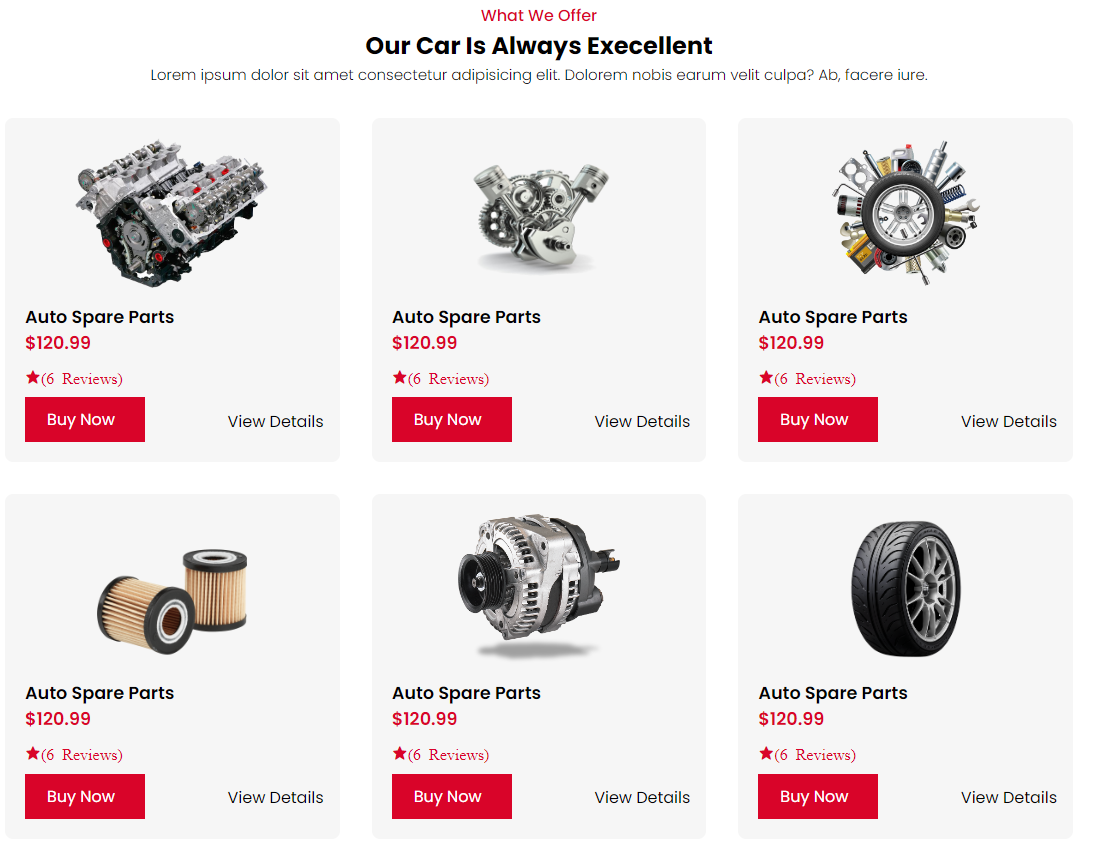 What We Offer
Our Car Is Always Execellent
Lorem ipsum dolor sit amet consectetur adipisicing elit. Dolorem nobis earum velit culpa? Ab, facere iure.
Auto Spare Parts
$120.99
(6 Reviews)
Buy Now
View Details
Auto Spare Parts
$120.99
(6 Reviews)
Buy Now
View Details
Auto Spare Parts
$120.99
(6 Reviews)
Buy Now
View Details
Auto Spare Parts
$120.99
(6 Reviews)
Buy Now
View Details
Auto Spare Parts
$120.99
(6 Reviews)
Buy Now
View Details
Auto Spare Parts
$120.99
(6 Reviews)
Buy Now
View Details